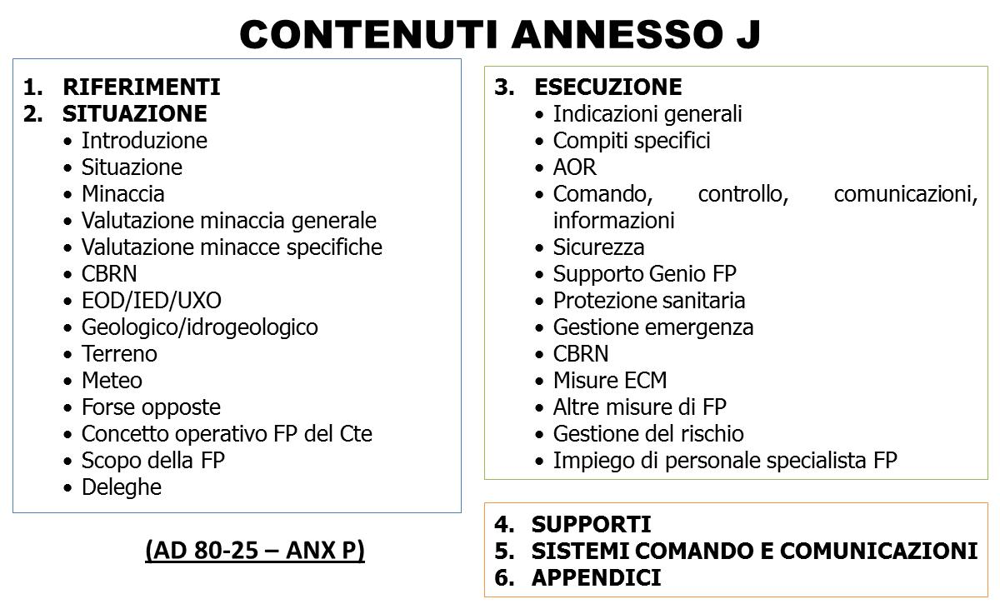 CONTENUTI ANNESSO J
1. RIFERIMENTI
2. SITUAZIONE
• Introduzione
• Situazione
• Minaccia
• Valutazione minaccia generale
• Valutazione minacce specifiche
• CBRN
• EOD/IED/UXO
• Geologico/idrogeologico
• Terreno
• Meteo
• Forse opposte
• Concetto operativo FP del Cte
• Scopo della FP
• Deleghe
(AD 80-25 – ANX P)
3. ESECUZIONE
• Indicazioni generali
• Compiti specifici
• AOR
• Comando, controllo, comunicazioni,
informazioni
• Sicurezza
• Supporto Genio FP
• Protezione sanitaria
• Gestione emergenza
• CBRN
• Misure ECM
• Altre misure di FP
• Gestione del rischio
• Impiego di personale specialista FP
4. SUPPORTI
5. SISTEMI COMANDO E COMUNICAZIONI
6. APPENDICI